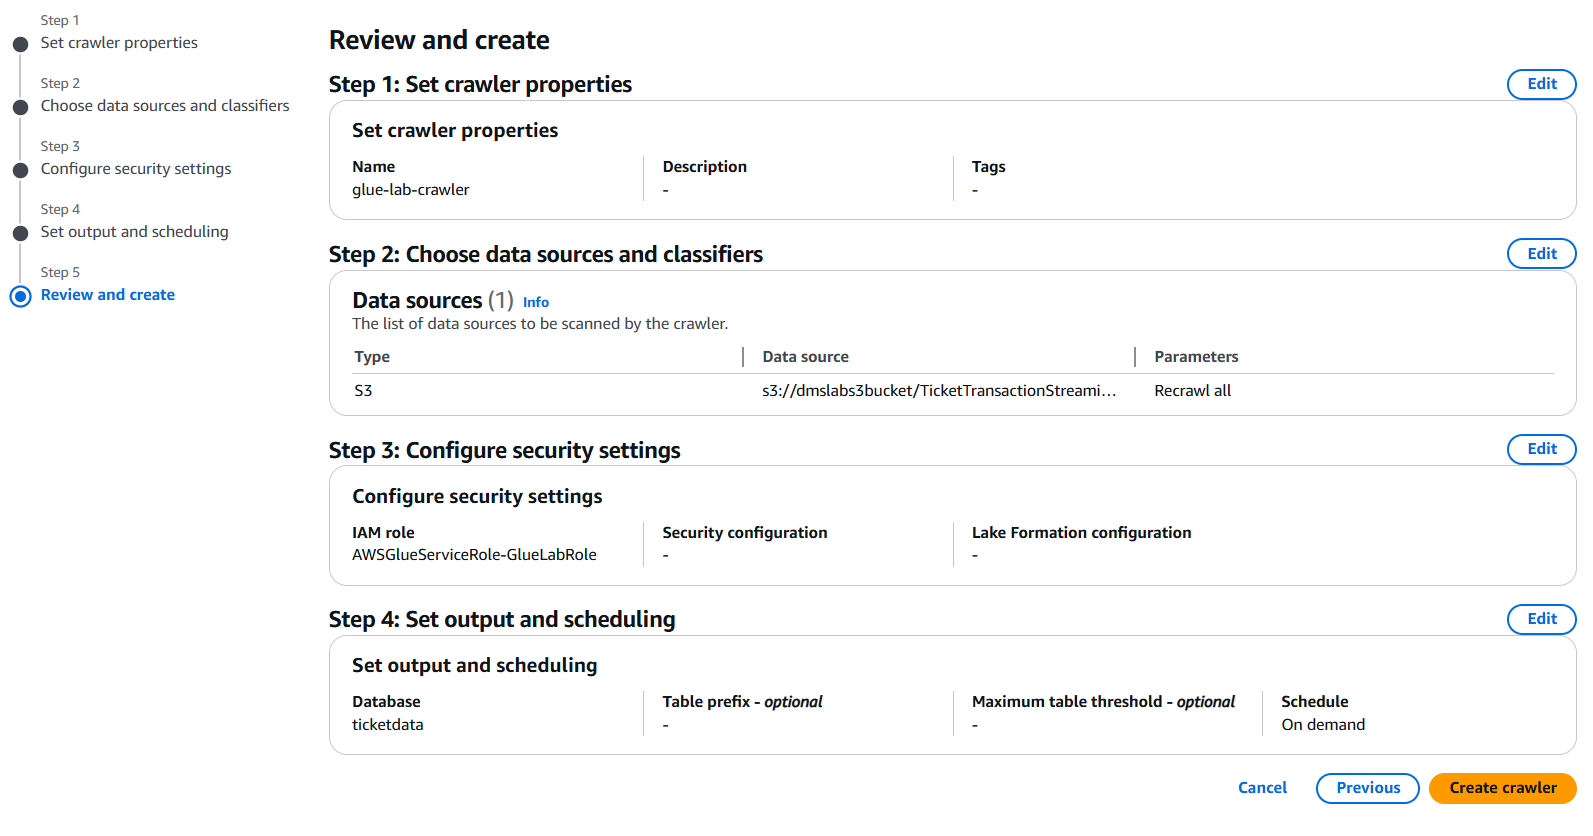 Step 1
Set crawler properties
Step 2
Choose data sources and classifiers
Step 3
Configure security settings
Step 4
Set output and scheduling
Step 5
Review and create
Review and create
Step 1: Set crawler properties
Edit
Set crawler properties
Name
glue-lab-crawler
Description
-
Tags
-
Step 2: Choose data sources and classifiers
Edit
Data sources (1) Info
The list of data sources to be scanned by the crawler.
Type Data source Parameters
S3 s3://dmslabs3bucket/TicketTransactionStreami... Recrawl all
Step 3: Configure security settings
Edit
Configure security settings
IAM role
AWSGlueServiceRole-GlueLabRole
Security configuration
-
Lake Formation configuration
-
Step 4: Set output and scheduling
Edit
Set output and scheduling
Database
ticketdata
Table prefix - optional
-
Maximum table threshold - optional
-
Schedule
On demand
Cancel
Previous
Create crawler